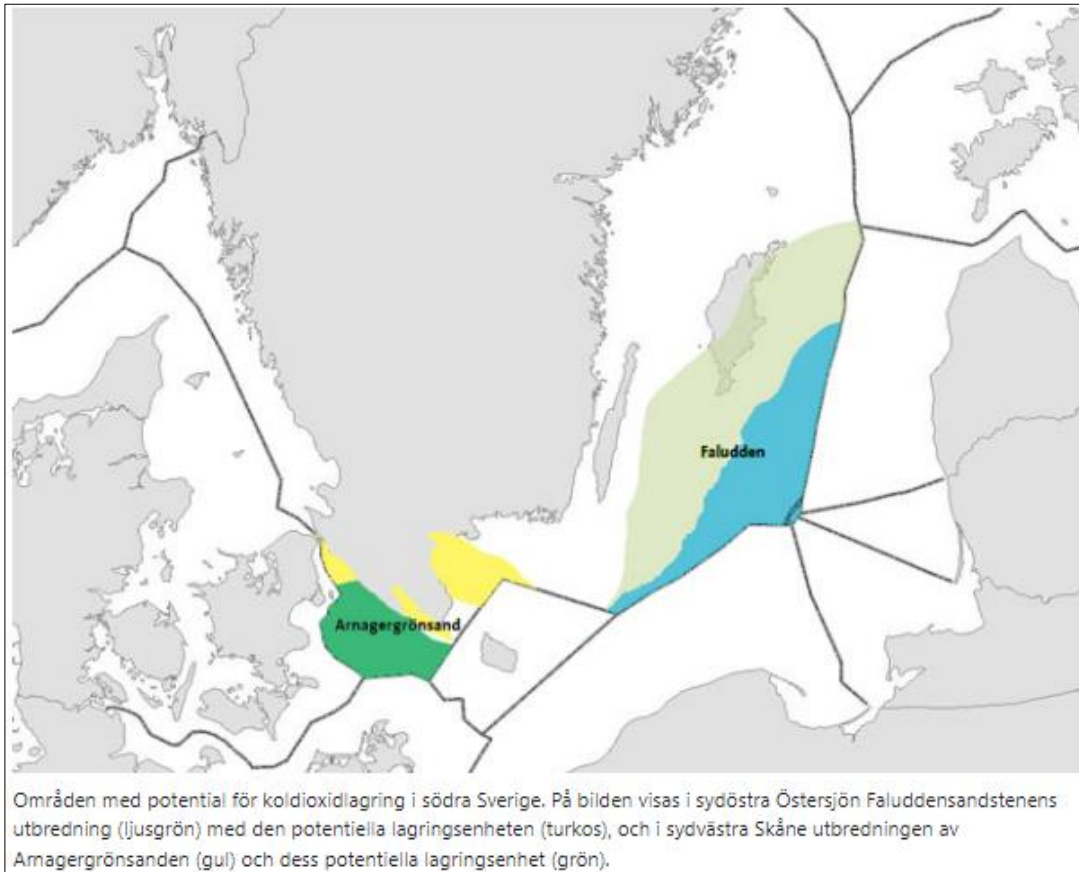 Faludden
Arnagergrönsand
Områden med potential för koldioxidlagring i södra Sverige. På bilden visas i sydöstra Östersjön Faluddensandstenens
utbredning (ljusgrön) med den potentiella lagringsenheten (turkos), och i sydvästra Skåne utbredningen av
Arnagergrönsanden (gul) och dess potentiella lagringsenhet (grön).